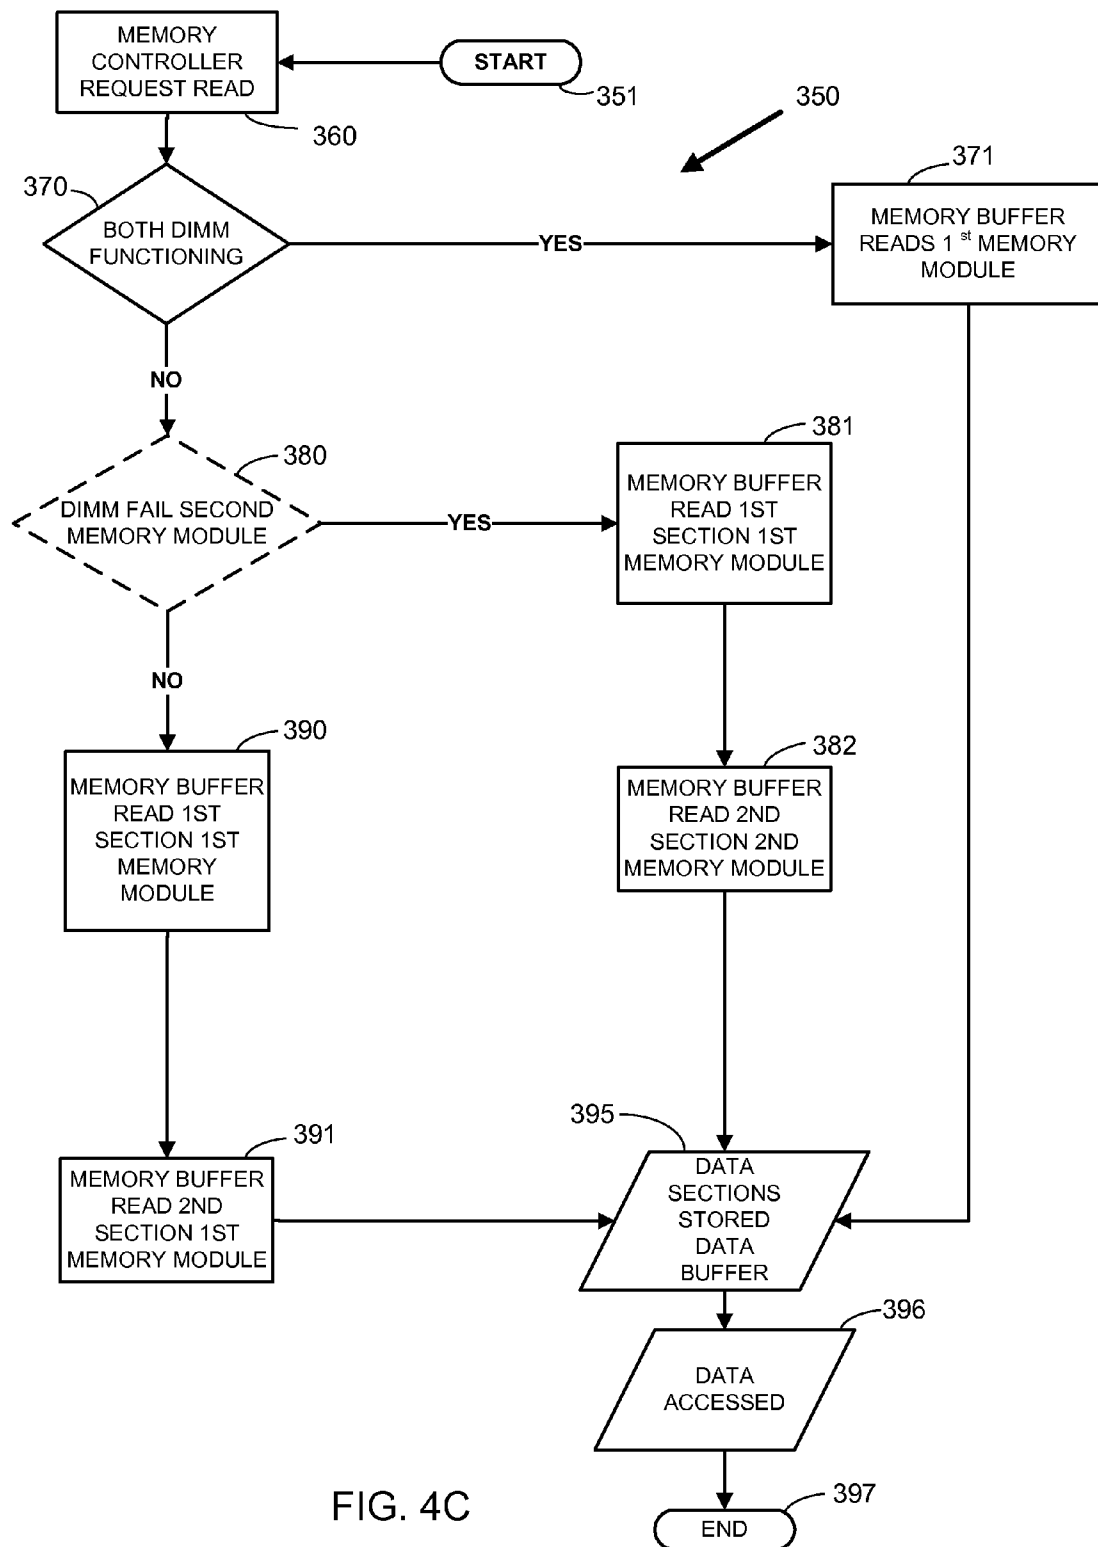 MEMORY
CONTROLLER
REQUEST READ
360
START
351
350
370
BOTH DIMM
FUNCTIONING
YES
371
MEMORY BUFFER
READS 1st MEMORY
MODULE
NO
380
DIMM FAIL SECOND
MEMORY MODULE
YES
381
MEMORY BUFFER
READ 1ST
SECTION 1ST
MEMORY MODULE
NO
390
MEMORY BUFFER
READ 1ST
SECTION 1ST
MEMORY
MODULE
382
MEMORY BUFFER
READ 2ND
SECTION 2ND
MEMORY MODULE
391
MEMORY BUFFER
READ 2ND
SECTION 1ST
MEMORY MODULE
395
DATA
SECTIONS
STORED
DATA
BUFFER
396
DATA
ACCESSED
397
END
FIG. 4C